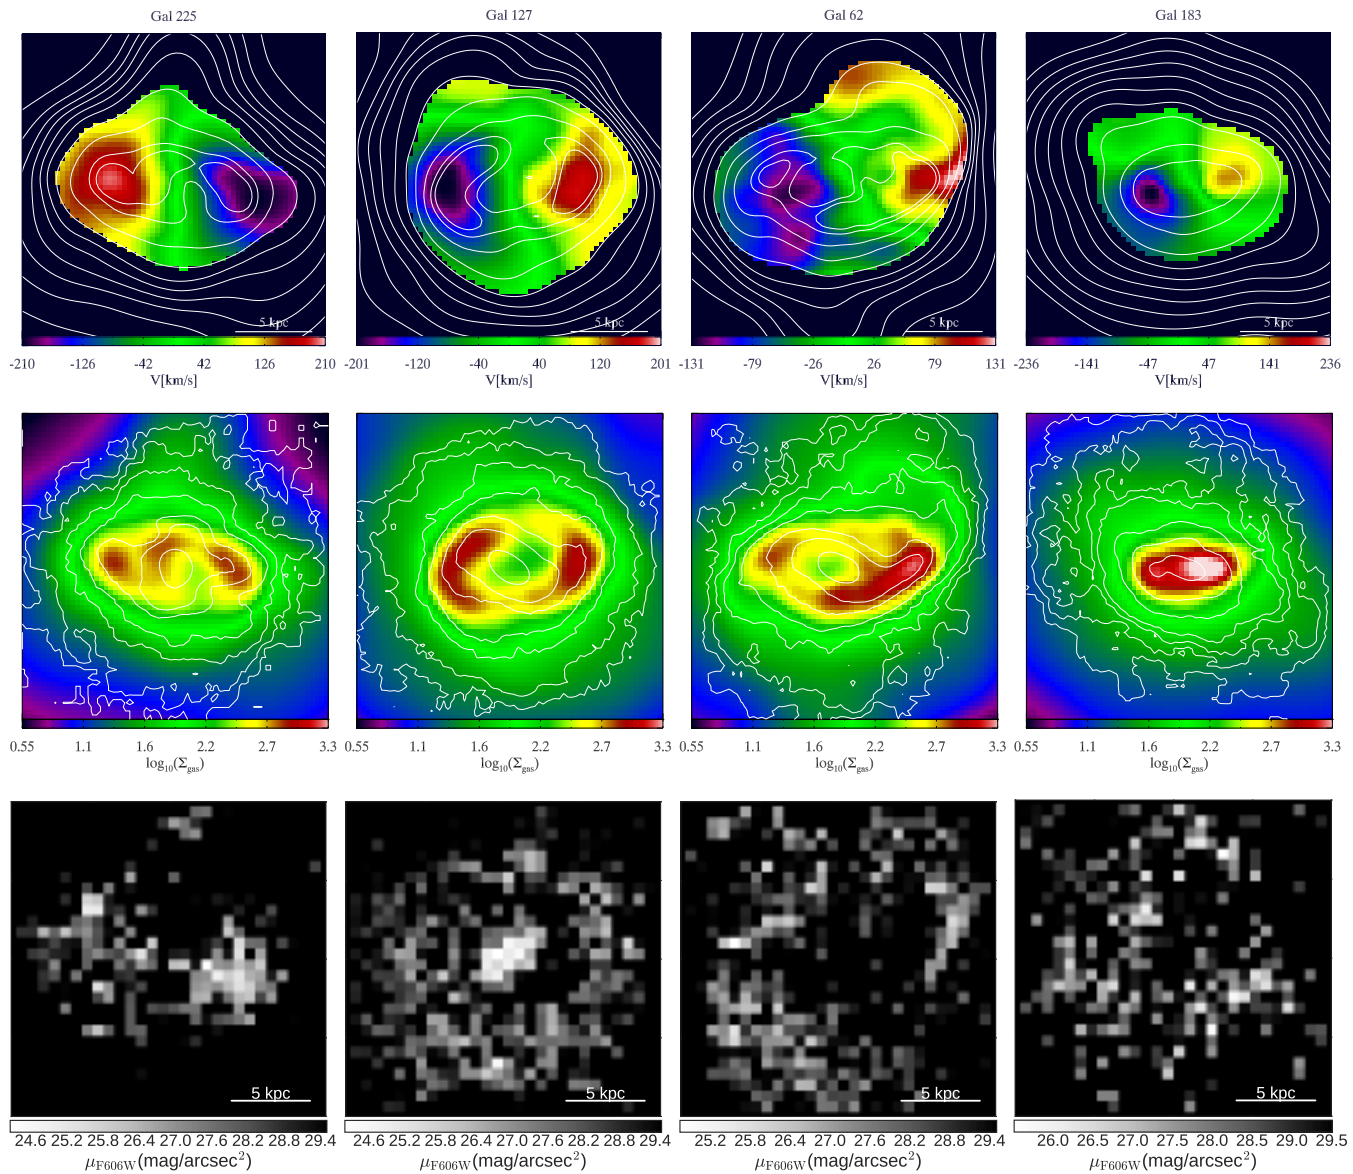 Gal 225 Gal 127 Gal 62 Gal 183
5 kpc 5 kpc 5 kpc 5 kpc
-210 -126 -42 42 126 210 -201 -120 -40 40 120 201 -131 -79 -26 26 79 131 -236 -141 -47 47 141 236
V[km/s] V[km/s] V[km/s] V[km/s]
0.55 1.1 1.6 2.2 2.7 3.3 1.6 2.2 2.7 1.1 1.6 2.2 2.7 3.3 0.55 1.1 1.6 2.2 2.7 3.3
log₁₀(Σgas) log₁₀(Σgas) log₁₀(Σgas) log₁₀(Σgas)
5 kpc 5 kpc 5 kpc 5 kpc
24.6 25.2 25.8 26.4 27.0 27.6 28.2 28.8 29.4 24.6 25.2 25.8 26.4 27.0 27.6 28.2 28.8 29.4 25.2 25.8 26.4 27.0 27.6 28.2 28.8 29.4 26.0 26.5 27.0 27.5 28.0 28.5 29.0 29.5
μF606W(mag/arcsec²) μF606W(mag/arcsec²) μF606W(mag/arcsec²) μF606W(mag/arcsec²)